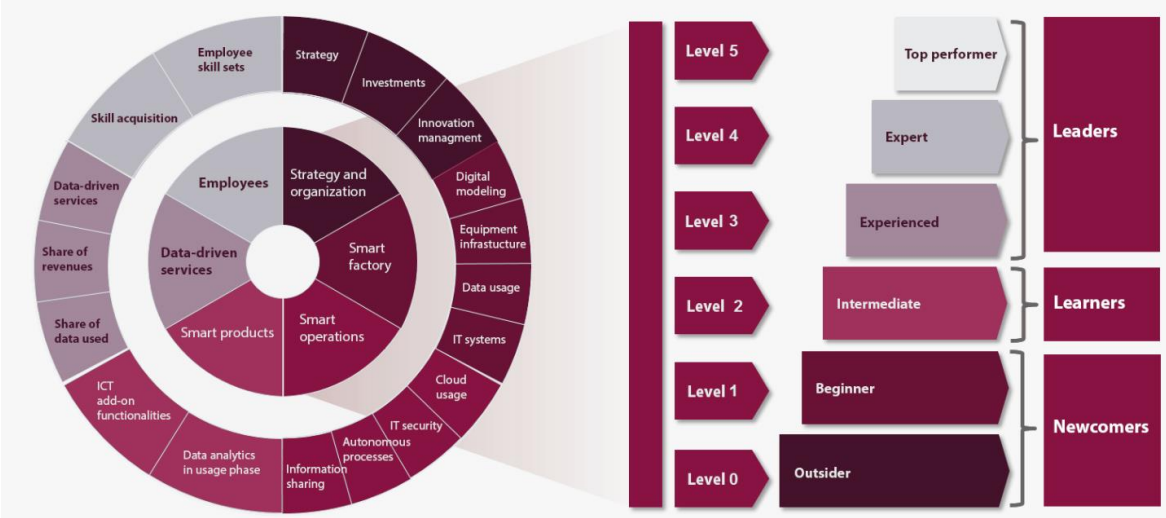 Employee
skill sets
Strategy
Investments
Innovation
managment
Digital
modeling
Equipment
infrastucture
Data usage
IT systems
Cloud
usage
IT security
Autonomous
processes
Information
sharing
Data analytics
in usage phase
ICT
add-on
functionalities
Share of
data used
Share of
revenues
Data-driven
services
Skill acquisition
Employees
Strategy and
organization
Smart
factory
Smart
operations
Smart products
Data-driven
services
Level 5
Top performer
Level 4
Expert
Leaders
Level 3
Experienced
Level 2
Intermediate
Learners
Level 1
Beginner
Newcomers
Level 0
Outsider